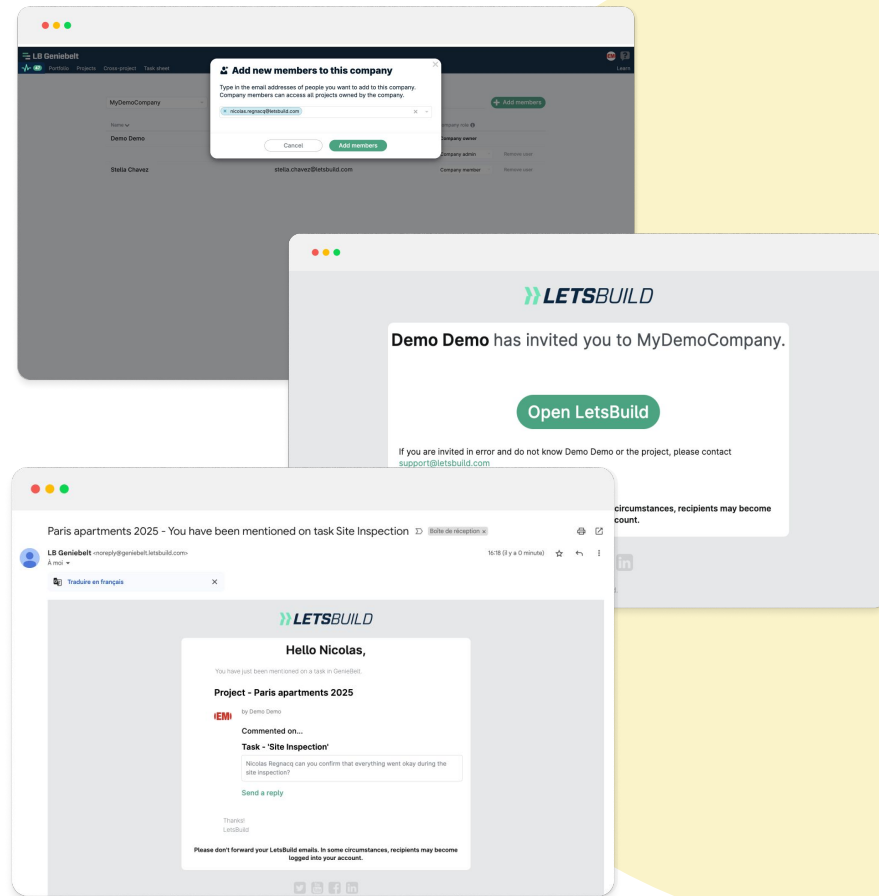 LB Geniebelt
EM
47 Portfolio Projects Cross-project Task sheet
Learn
Add new members to this company
Type in the email addresses of people you want to add to this company.
Company members can access all projects owned by the company.
× nicolas.regnacq@letsbuild.com ×
Cancel Add members
MyDemoCompany
+ Add members
Name
Company role
Demo Demo Company owner
Company admin Remove user
Stella Chavez stella.chavez@letsbuild.com Company member Remove user
LETSBUILD
Demo Demo has invited you to MyDemoCompany.
Open LetsBuild
If you are invited in error and do not know Demo Demo or the project, please contact
support@letsbuild.com
circumstances, recipients may become
count.
in
Paris apartments 2025 - You have been mentioned on task Site Inspection Boîte de réception ×
LB Geniebelt <noreply@geniebelt.letsbuild.com> 16:18 (il y a 0 minute)
À moi
Traduire en français ×
LETSBUILD
Hello Nicolas,
You have just been mentioned on a task in GenieBelt.
Project - Paris apartments 2025
EM by Demo Demo
Commented on...
Task - 'Site Inspection'
Nicolas Regnacq can you confirm that everything went okay during the
site inspection?
Send a reply
Thanks!
LetsBuild
Please don't forward your LetsBuild emails. In some circumstances, recipients may become
logged into your account.